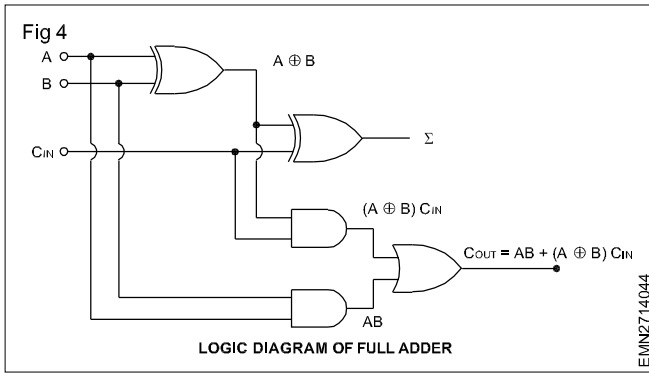 Fig 4
A
A ⊕ B
B
Σ
CIN
(A ⊕ B) CIN
COUT = AB + (A ⊕ B) CIN
AB
LOGIC DIAGRAM OF FULL ADDER
EMN2714044